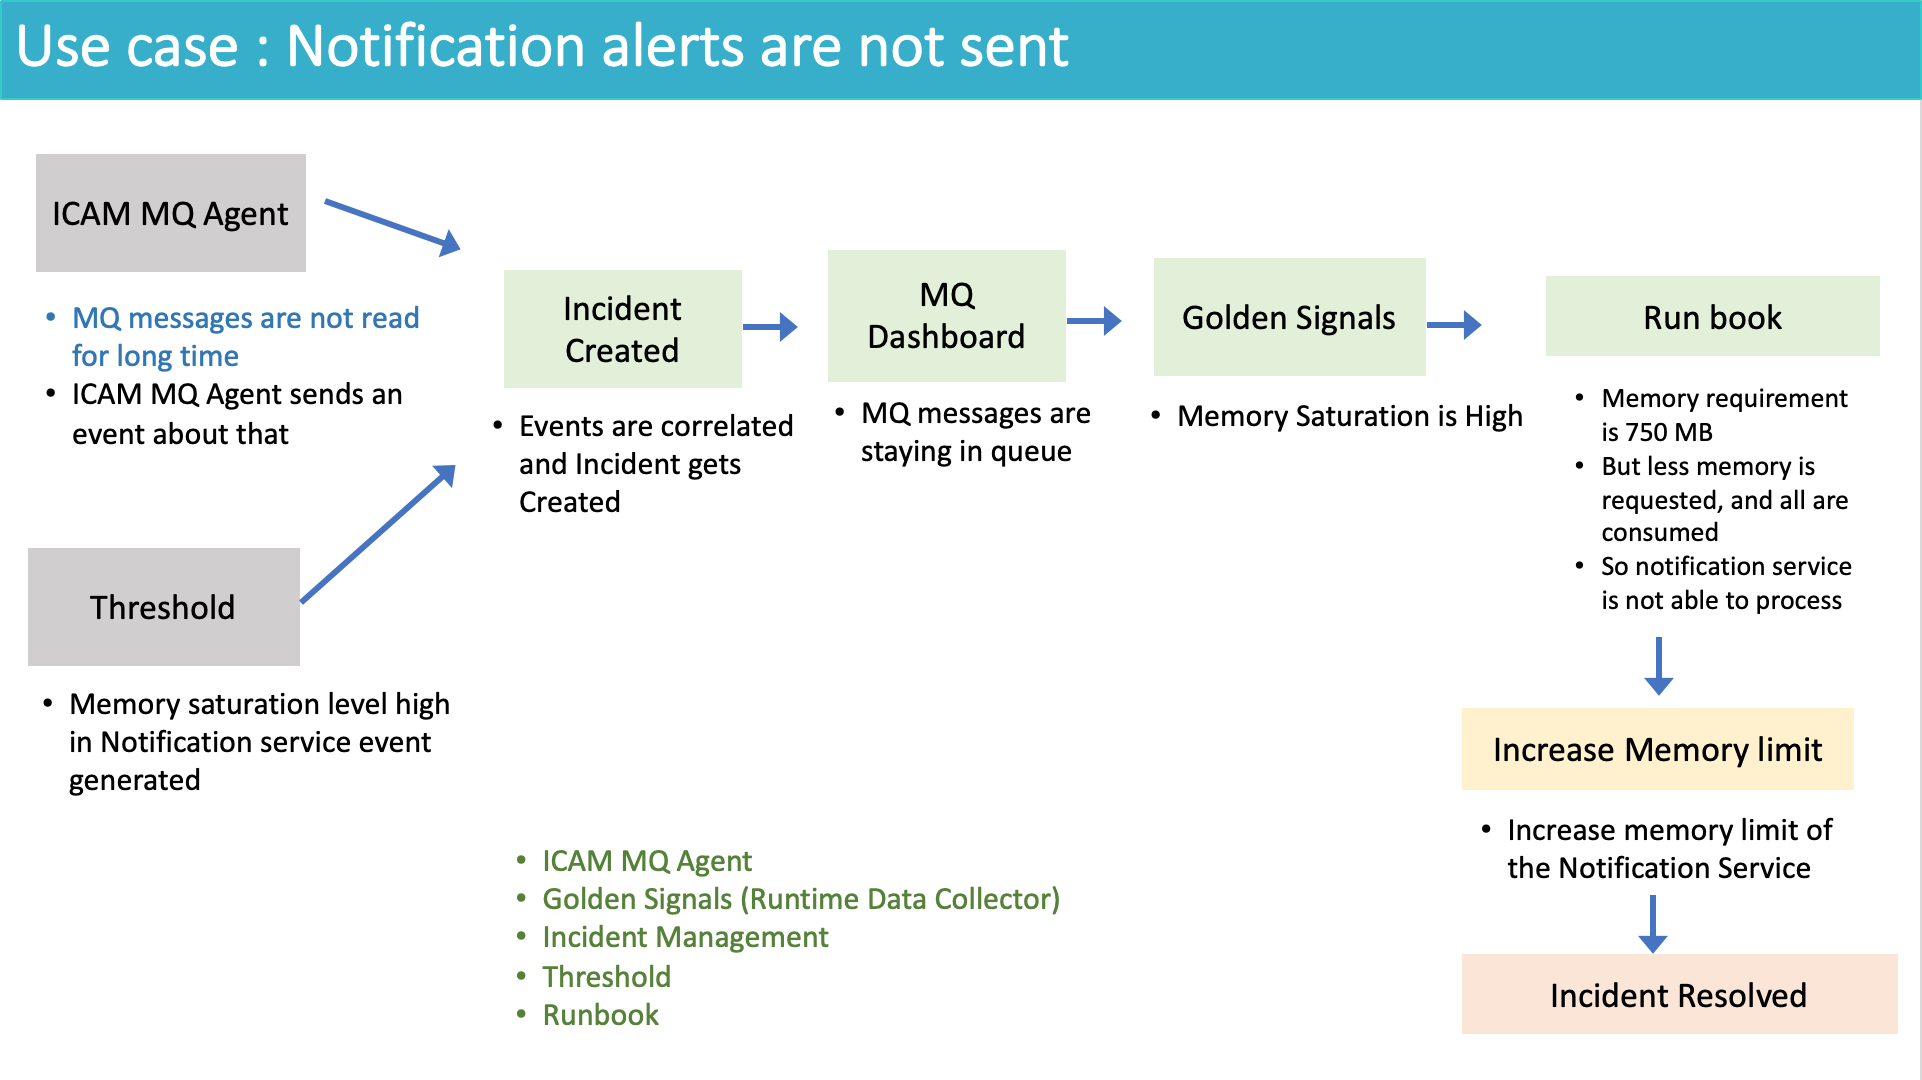 Use case : Notification alerts are not sent
ICAM MQ Agent
• MQ messages are not read
for long time
• ICAM MQ Agent sends an
event about that
Threshold
• Memory saturation level high
in Notification service event
generated
Incident
Created
• Events are correlated
and Incident gets
Created
MQ
Dashboard
• MQ messages are
staying in queue
Golden Signals
• Memory Saturation is High
Run book
• Memory requirement
is 750 MB
• But less memory is
requested, and all are
consumed
• So notification service
is not able to process
Increase Memory limit
• Increase memory limit of
the Notification Service
Incident Resolved
• ICAM MQ Agent
• Golden Signals (Runtime Data Collector)
• Incident Management
• Threshold
• Runbook